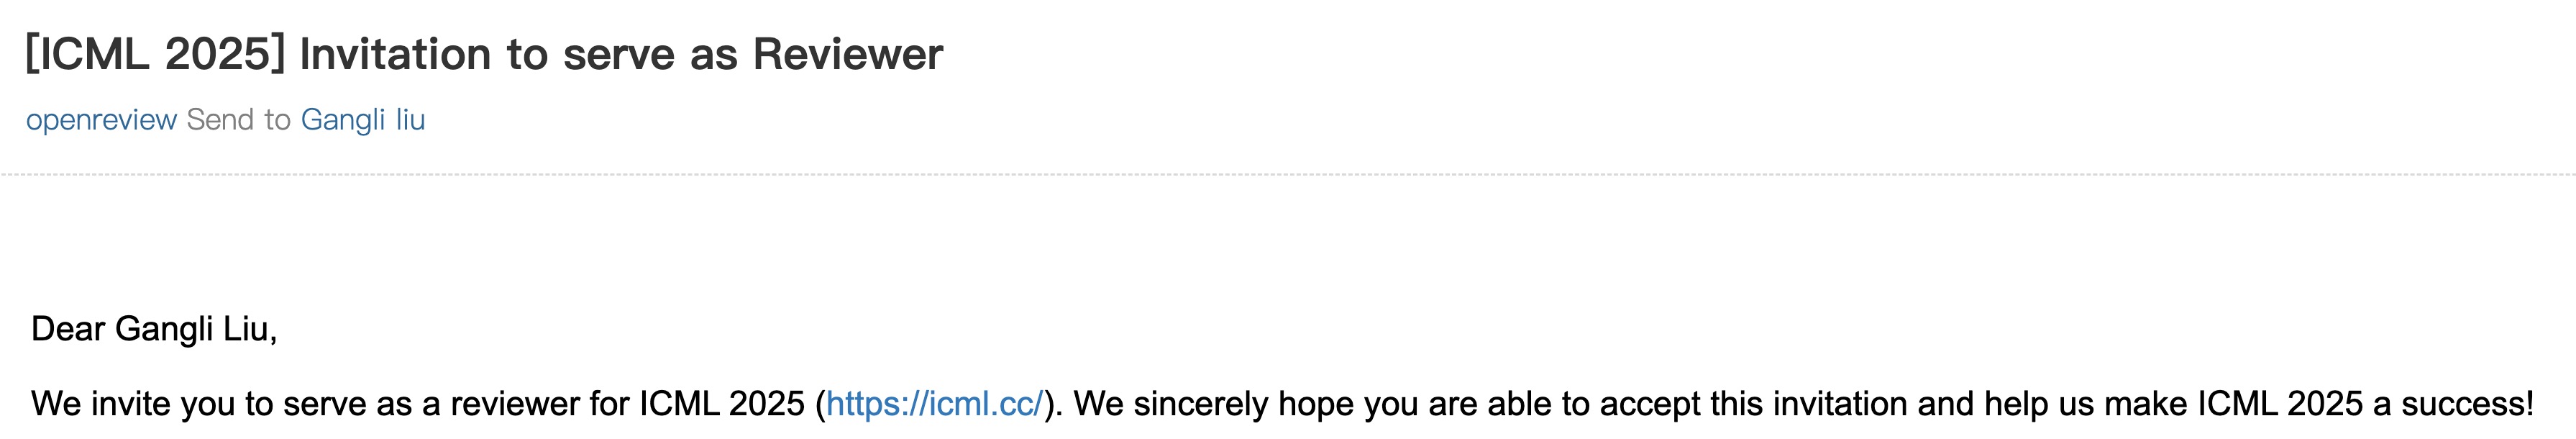 [ICML 2025] Invitation to serve as Reviewer
openreview Send to Gangli liu
Dear Gangli Liu,
We invite you to serve as a reviewer for ICML 2025 (https://icml.cc/). We sincerely hope you are able to accept this invitation and help us make ICML 2025 a success!